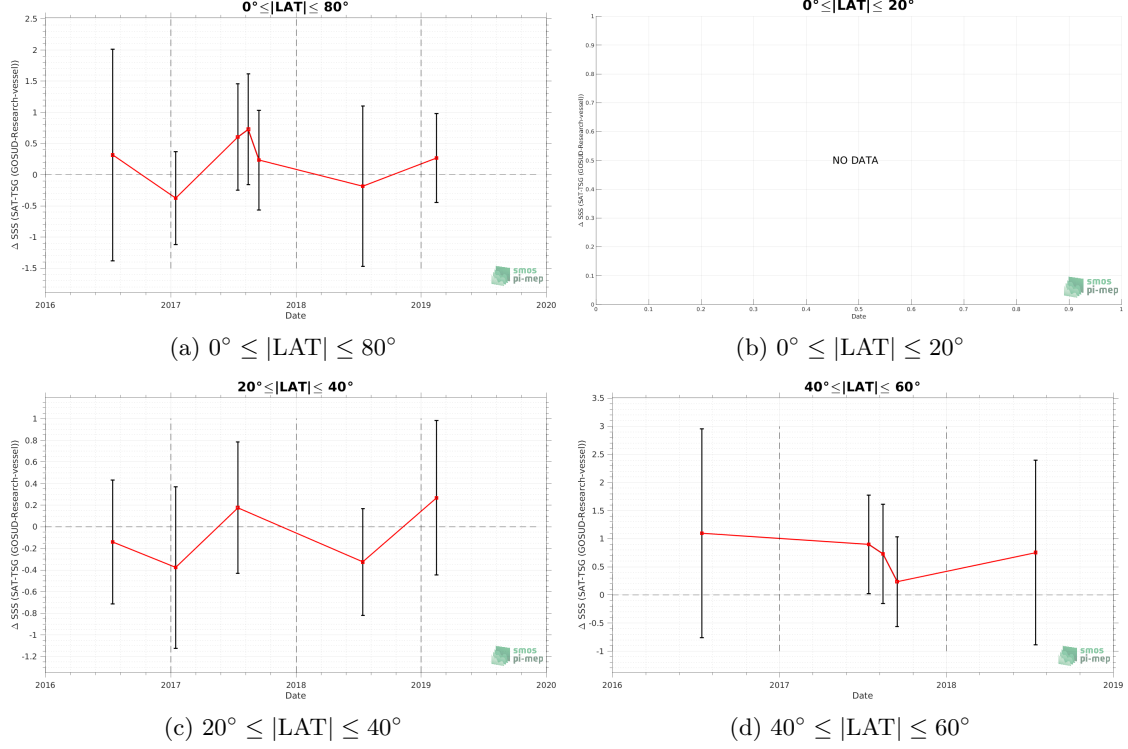 0°≤|LAT|≤ 80°
2.5
2
1.5
1
0.5
0
-0.5
-1
-1.5
Δ SSS (SAT-TSG (GOSUD-Research-vessel))
2016
2017
2018
2019
2020
Date
smos
pi-mep
(a) 0° ≤ |LAT| ≤ 80°
0°≤|LAT|≤ 20°
1
0.9
0.8
0.7
0.6
0.5
0.4
0.3
0.2
0.1
0
Δ SSS (SAT-TSG (GOSUD-Research-vessel))
NO DATA
0
0.1
0.2
0.3
0.4
0.5
0.6
0.7
0.8
0.9
1
Date
smos
pi-mep
(b) 0° ≤ |LAT| ≤ 20°
20°≤|LAT|≤ 40°
1
0.8
0.6
0.4
0.2
0
-0.2
-0.4
-0.6
-0.8
-1
-1.2
Δ SSS (SAT-TSG (GOSUD-Research-vessel))
2016
2017
2018
2019
2020
Date
smos
pi-mep
(c) 20° ≤ |LAT| ≤ 40°
40°≤|LAT|≤ 60°
3.5
3
2.5
2
1.5
1
0.5
0
-0.5
-1
Δ SSS (SAT-TSG (GOSUD-Research-vessel))
2016
2017
2018
2019
Date
smos
pi-mep
(d) 40° ≤ |LAT| ≤ 60°